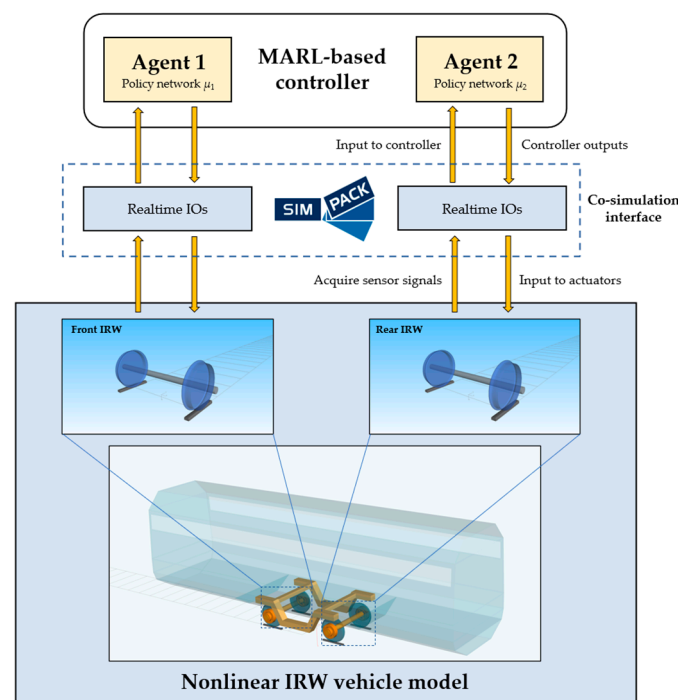 Agent 1
Policy network μ1
MARL-based
controller
Agent 2
Policy network μ2
Input to controller
Controller outputs
Realtime IOs
SIM
PACK
Realtime IOs
Co-simulation
interface
Acquire sensor signals
Input to actuators
Front IRW
Rear IRW
Nonlinear IRW vehicle model